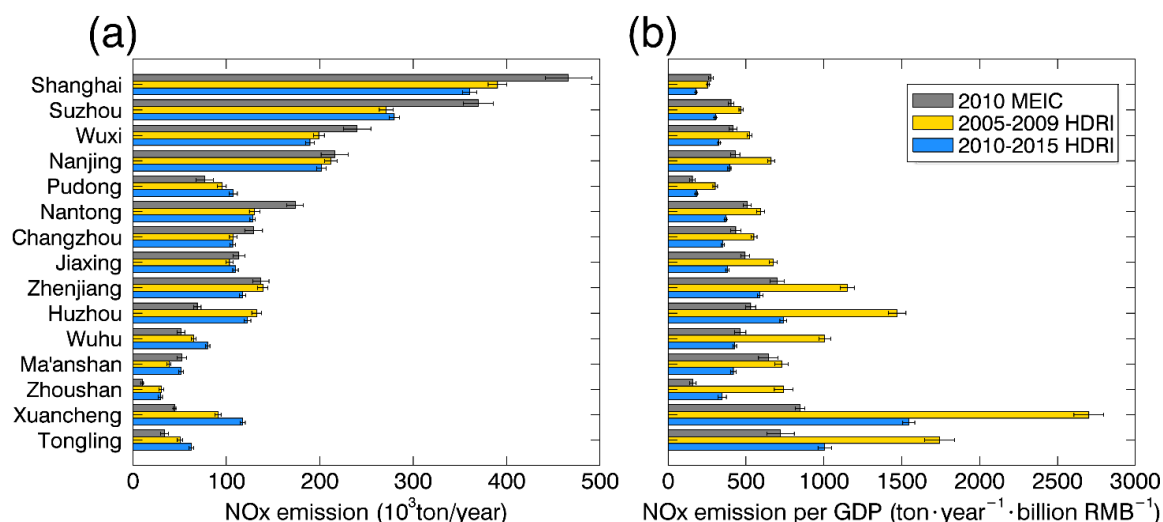 (a)
Shanghai
Suzhou
Wuxi
Nanjing
Pudong
Nantong
Changzhou
Jiaxing
Zhenjiang
Huzhou
Wuhu
Ma'anshan
Zhoushan
Xuancheng
Tongling
0 100 200 300 400 500
NOx emission (10³ton/year)
(b)
2010 MEIC
2005-2009 HDRI
2010-2015 HDRI
0 500 1000 1500 2000 2500 3000
NOx emission per GDP (ton·year⁻¹·billion RMB⁻¹)